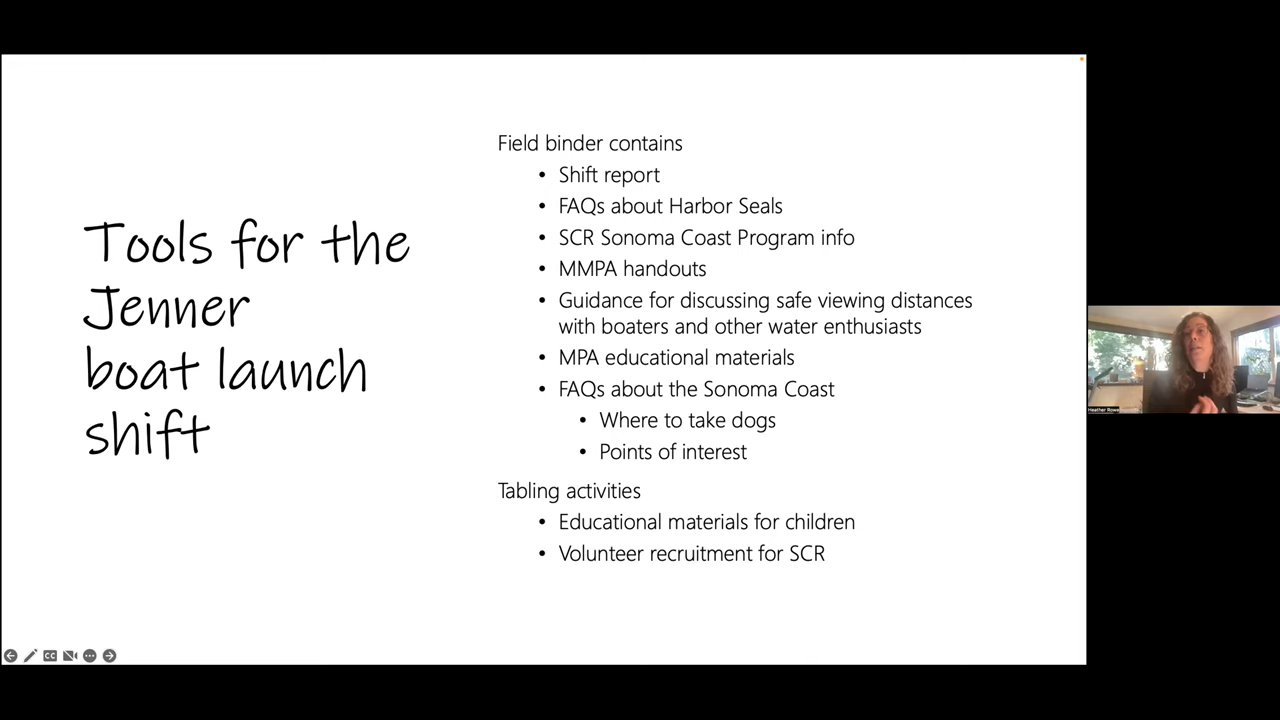 Tools for the
Jenner
boat launch
shift
Field binder contains
• Shift report
• FAQs about Harbor Seals
• SCR Sonoma Coast Program info
• MMPA handouts
• Guidance for discussing safe viewing distances
with boaters and other water enthusiasts
• MPA educational materials
• FAQs about the Sonoma Coast
• Where to take dogs
• Points of interest
Tabling activities
• Educational materials for children
• Volunteer recruitment for SCR
CC
Heather Rowe